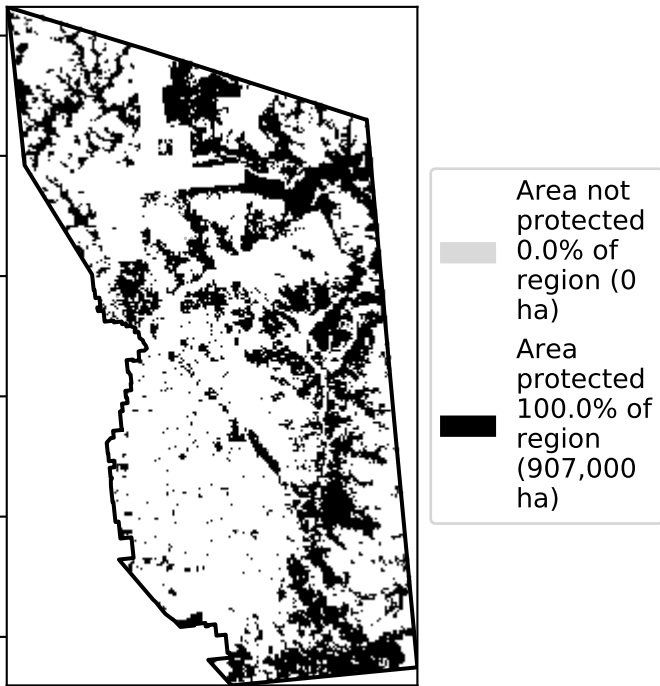 Area not
protected
0.0% of
region (0
ha)
Area
protected
100.0% of
region
(907,000
ha)